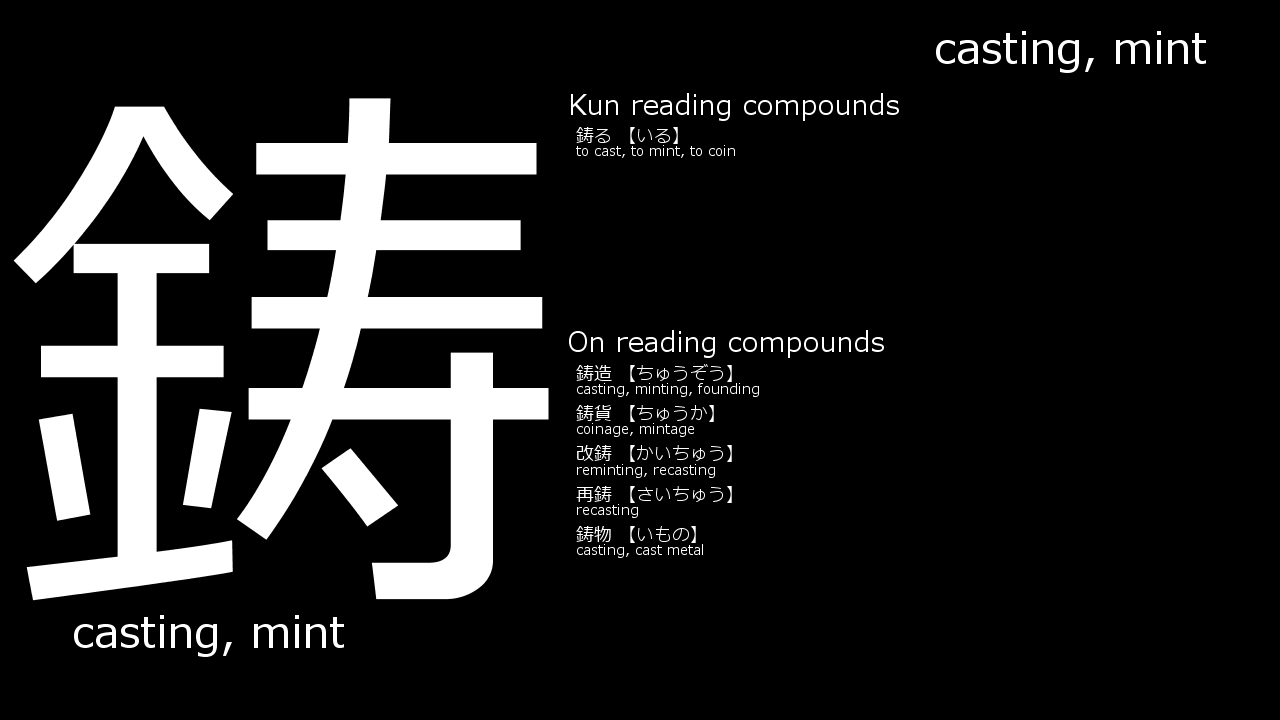 casting, mint
鋳
Kun reading compounds
鋳る 【いる】
to cast, to mint, to coin
On reading compounds
鋳造 【ちゅうぞう】
casting, minting, founding
鋳貨 【ちゅうか】
coinage, mintage
改鋳 【かいちゅう】
reminting, recasting
再鋳 【さいちゅう】
recasting
鋳物 【いもの】
casting, cast metal
casting, mint